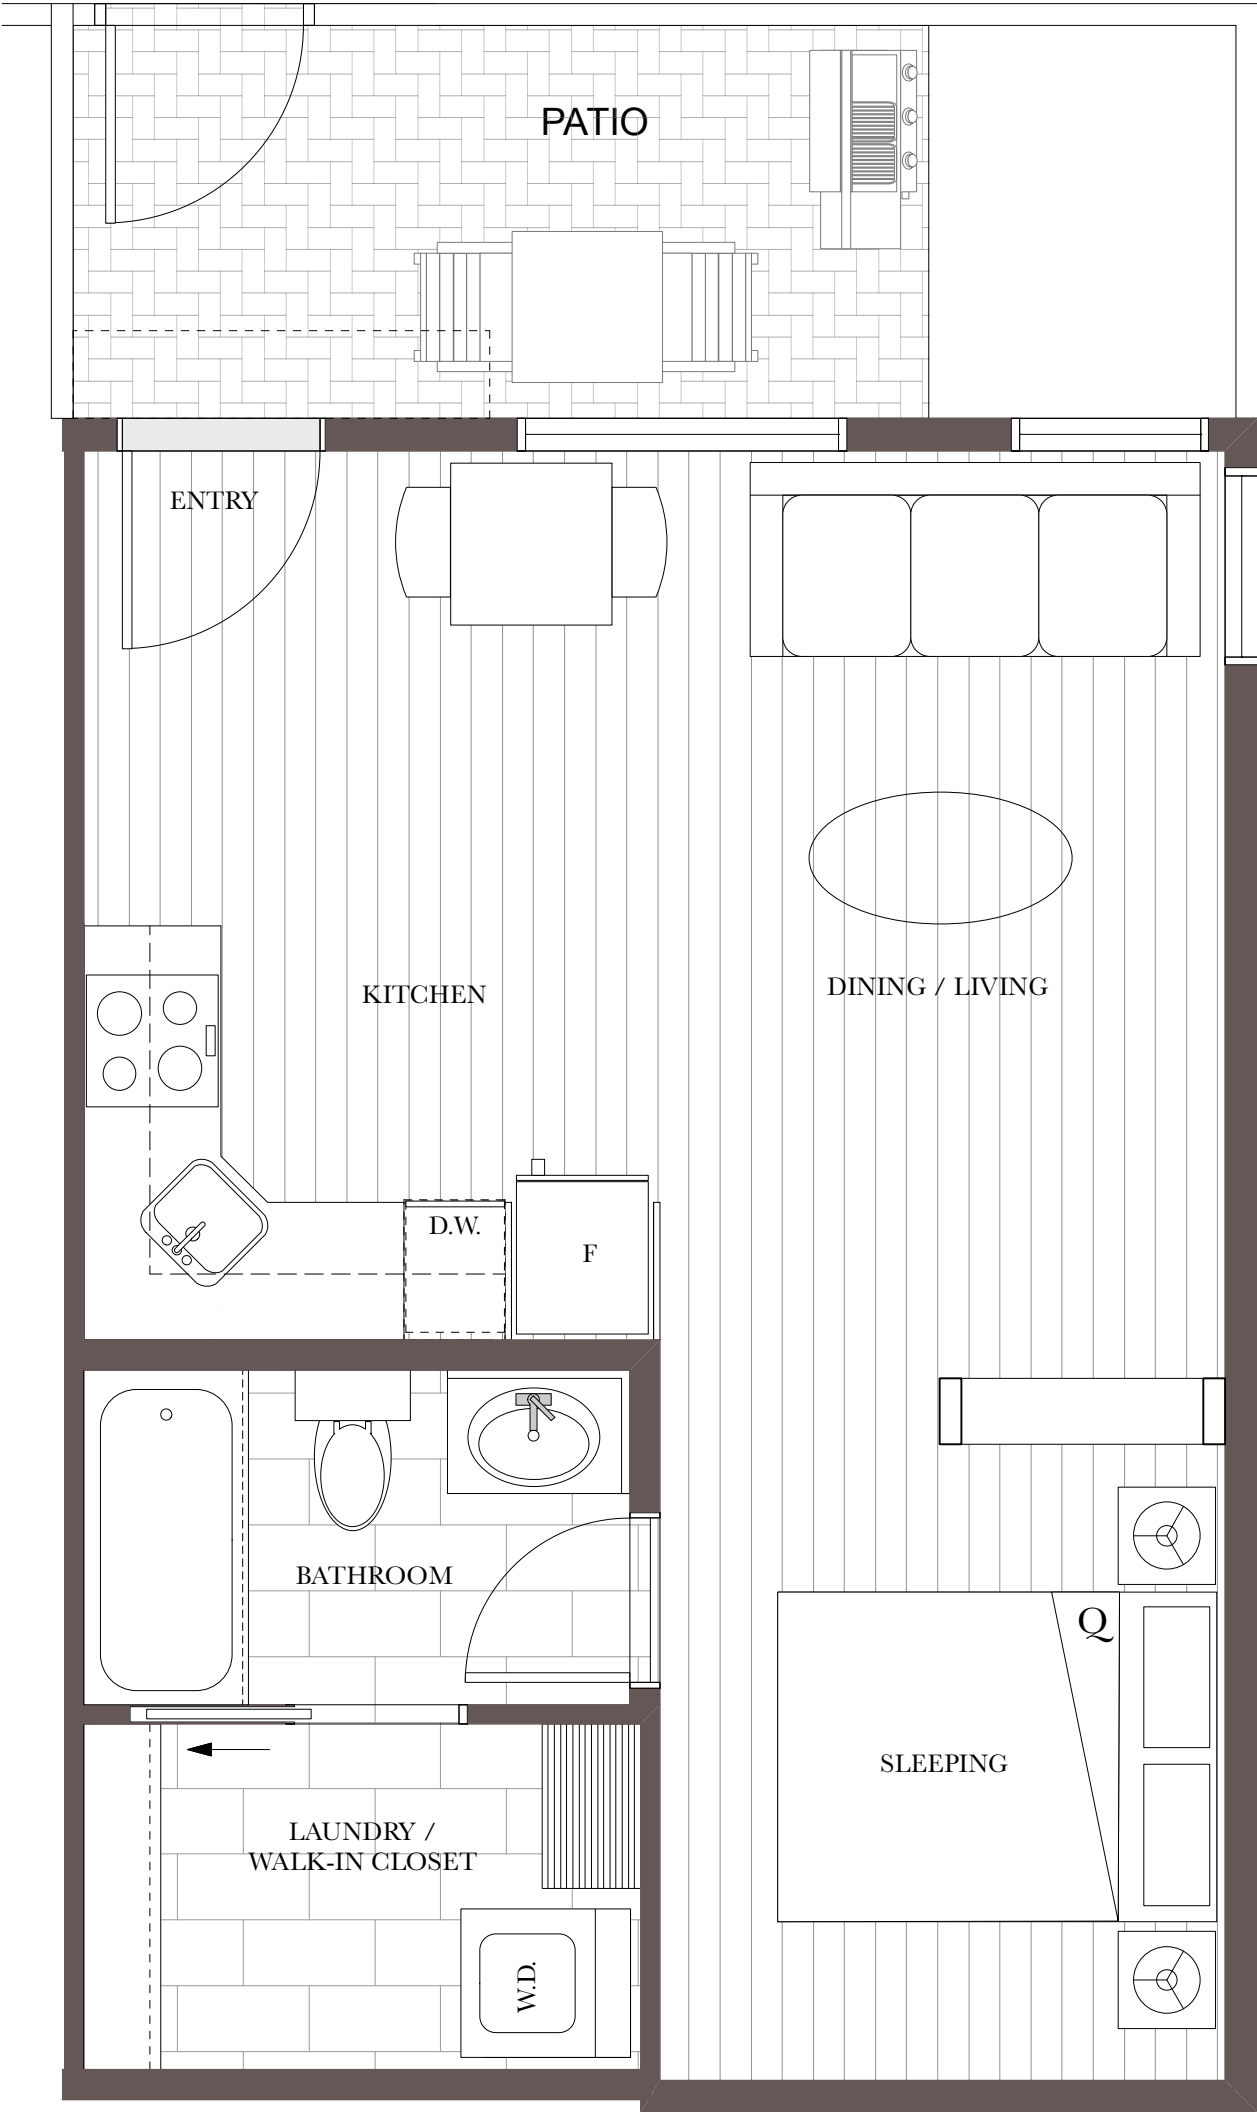 PATIO
ENTRY
KITCHEN
DINING / LIVING
D.W.
F
BATHROOM
Q
SLEEPING
LAUNDRY /
WALK-IN CLOSET
W.D.